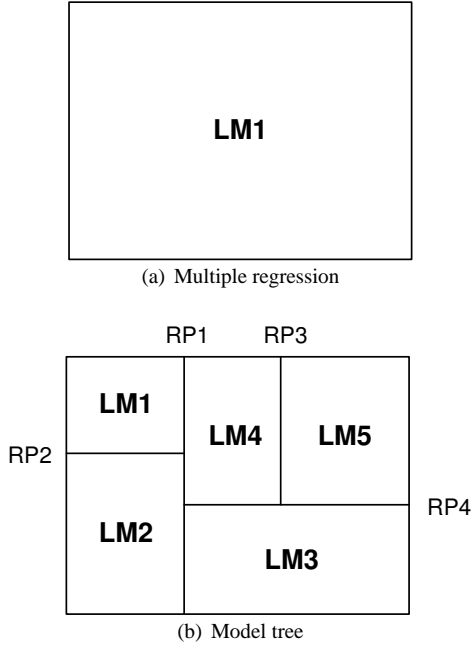 LM1
(a) Multiple regression
RP1 RP3
LM1
LM4 LM5
RP2
RP4
LM2
LM3
(b) Model tree